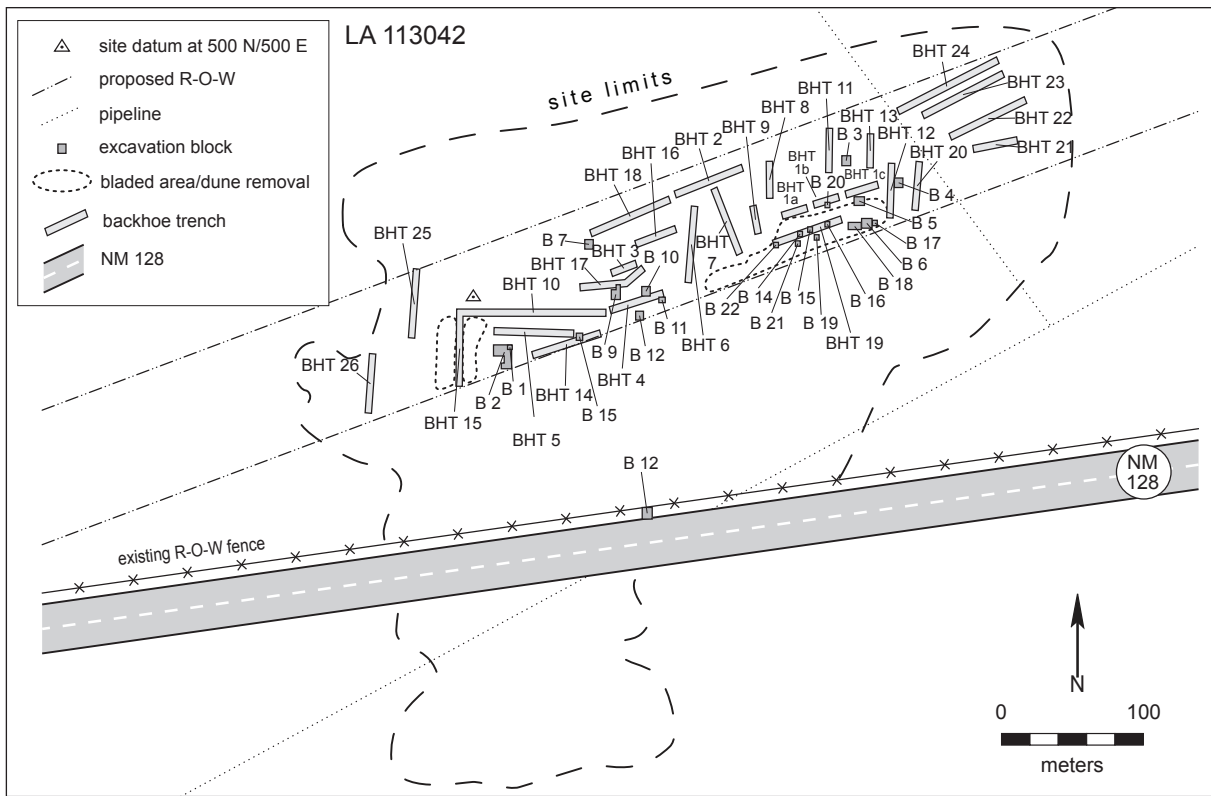 LA 113042
site datum at 500 N/500 E
proposed R-O-W
pipeline
excavation block
bladed area/dune removal
backhoe trench
NM 128
site limits
BHT 24
BHT 23
BHT 22
BHT 21
BHT 20
BHT 12
BHT 13
BHT 11
B 3
BHT 8
BHT 9
BHT 2
BHT 16
BHT 18
BHT
1b
B 20
BHT 1c
BHT
1a
B 4
B 5
B 17
B 6
B 18
B 16
BHT 19
B 19
B 15
B 21
B 14
B 22
BHT
7
BHT 6
B 7
BHT 3
B 10
BHT 17
BHT 10
BHT 25
B 11
B 12
B 9
BHT 4
BHT 14
B 15
BHT 26
B 1
B 2
BHT 15
BHT 5
B 12
NM
128
existing R-O-W fence
N
0
100
meters